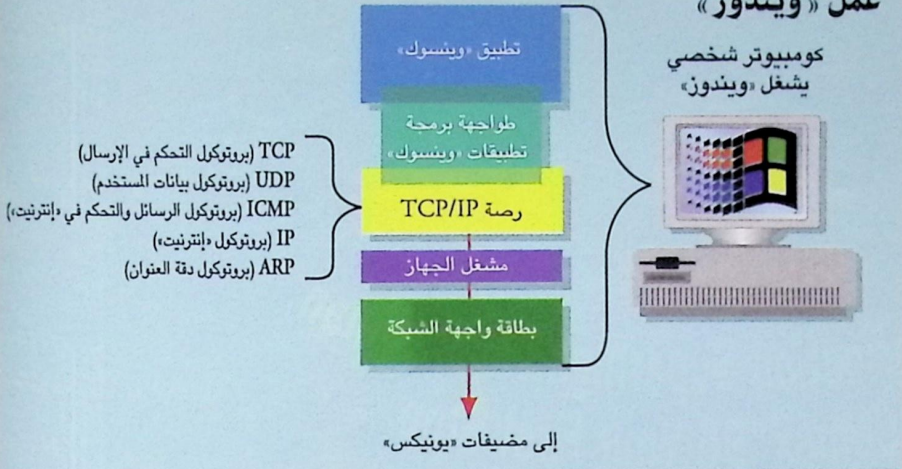 عمل «ويندوز»
كومبيوتر شخصي
يشغل «ويندوز»
تطبيق «وينسوك»
طواجهة برمجة
تطبيقات «وينسوك»
رصة TCP/IP
مشغل الجهاز
بطاقة واجهة الشبكة
إلى مضيفات «يونيكس»
TCP (بروتوكول التحكم في الإرسال)
UDP (بروتوكول بيانات المستخدم)
ICMP (بروتوكول الرسائل والتحكم في «إنترنيت»)
IP (بروتوكول «إنترنيت»)
ARP (بروتوكول دقة العنوان)